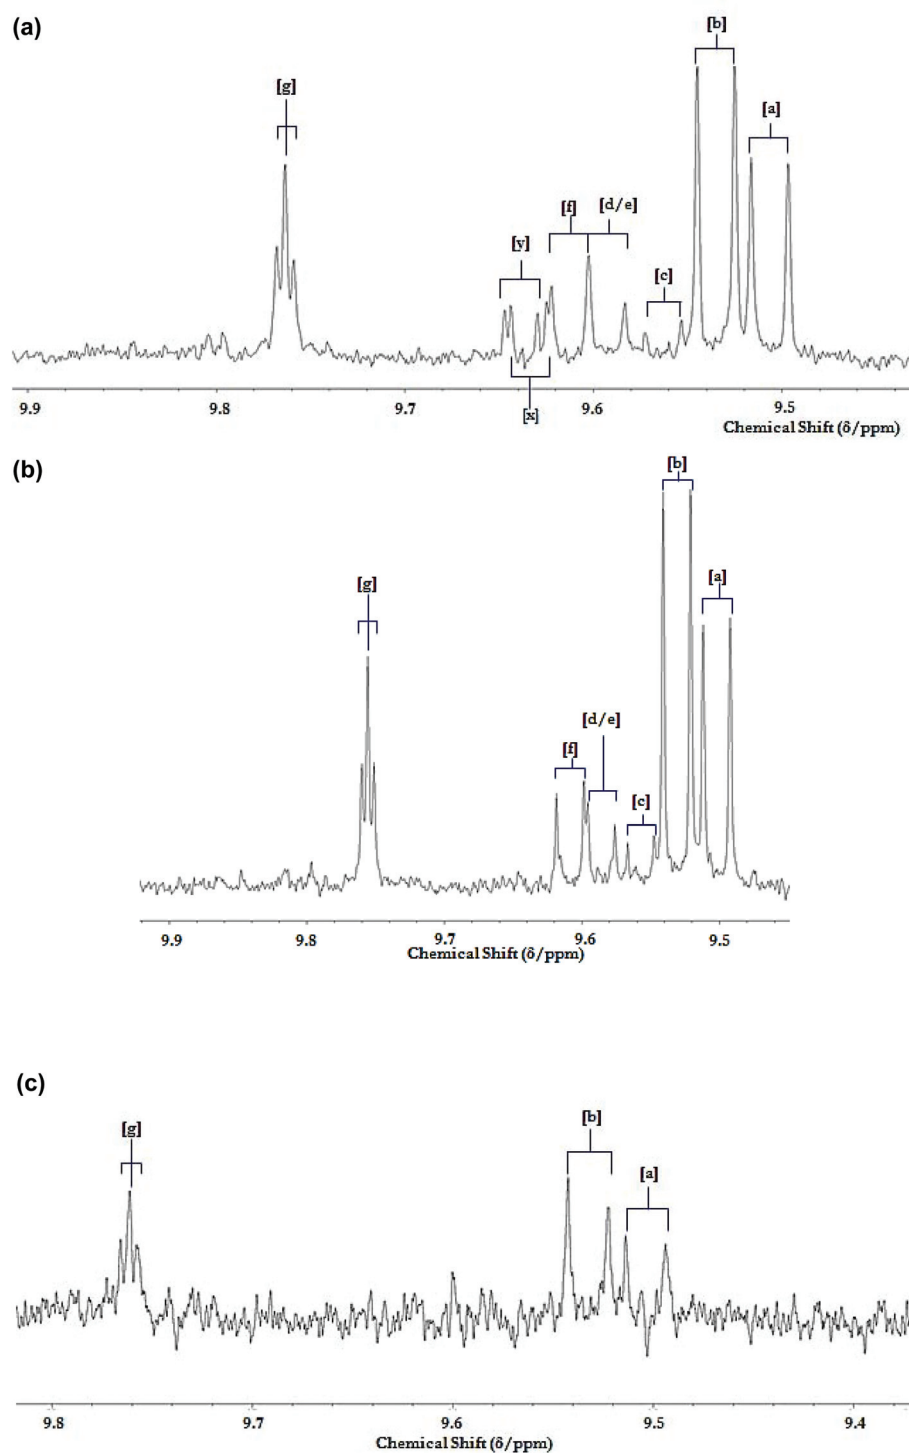 (a)
[b]
[g]
[a]
[f] [d/e]
[y]
[c]
[x]
9.9 9.8 9.7 9.6 9.5
Chemical Shift (δ/ppm)
(b)
[b]
[g]
[a]
[d/e]
[f]
[c]
9.9 9.8 9.7 9.6 9.5
Chemical Shift (δ/ppm)
(c)
[b]
[g]
[a]
9.8 9.7 9.6 9.5 9.4
Chemical Shift (δ/ppm)